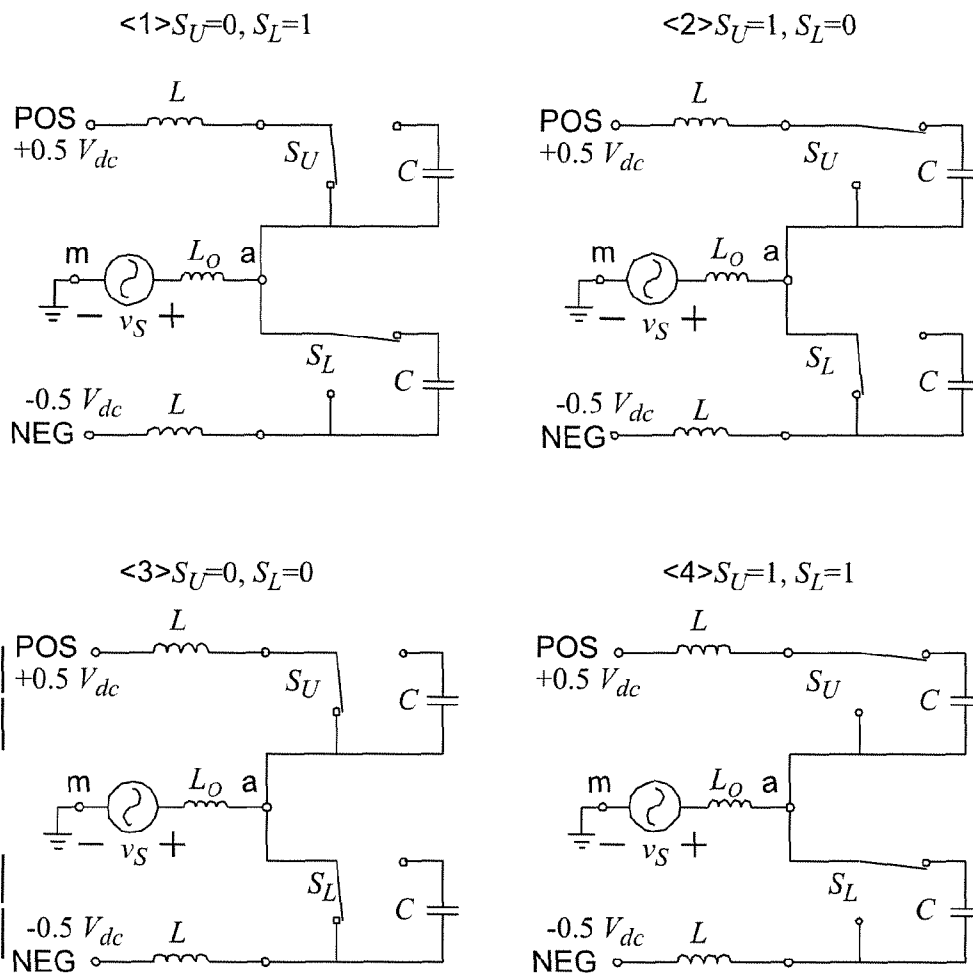 <1>S_U=0, S_L=1
L
POS
+0.5 V_dc
S_U
C
m
L_O
a
− v_S +
S_L
C
-0.5 V_dc
L
NEG
<2>S_U=1, S_L=0
L
POS
+0.5 V_dc
S_U
C
m
L_O
a
− v_S +
S_L
C
-0.5 V_dc
L
NEG
<3>S_U=0, S_L=0
L
POS
+0.5 V_dc
S_U
C
m
L_O
a
− v_S +
S_L
C
-0.5 V_dc
L
NEG
<4>S_U=1, S_L=1
L
POS
+0.5 V_dc
S_U
C
m
L_O
a
− v_S +
S_L
C
-0.5 V_dc
L
NEG